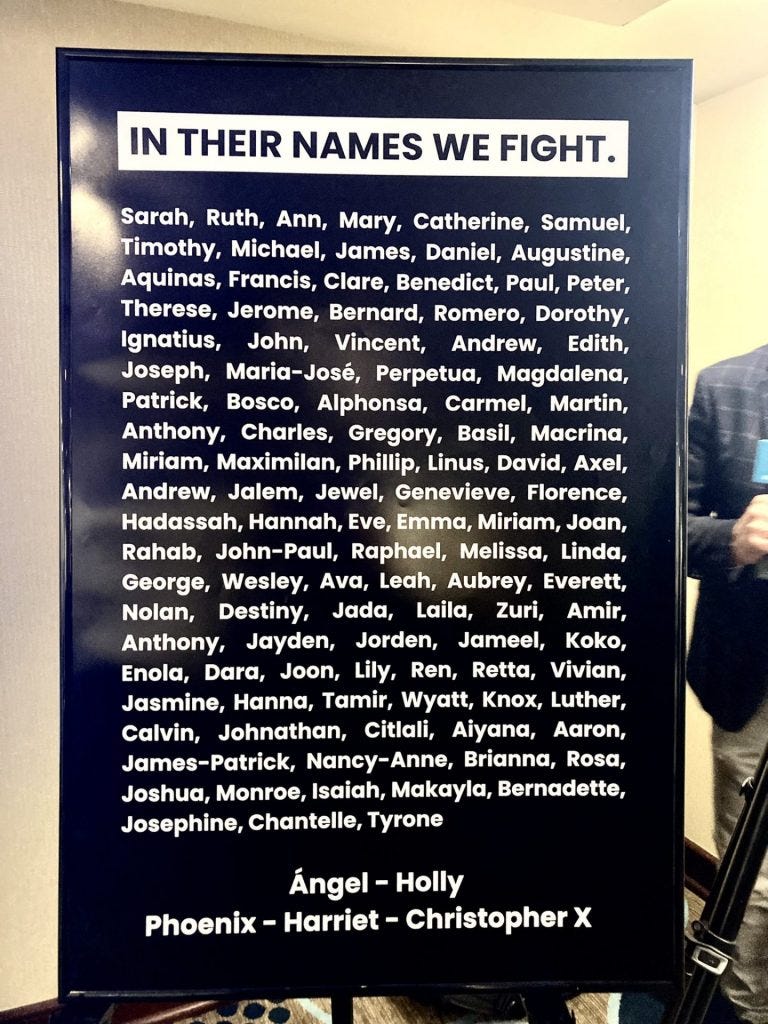 IN THEIR NAMES WE FIGHT.
Sarah, Ruth, Ann, Mary, Catherine, Samuel,
Timothy, Michael, James, Daniel, Augustine,
Aquinas, Francis, Clare, Benedict, Paul, Peter,
Therese, Jerome, Bernard, Romero, Dorothy,
Ignatius, John, Vincent, Andrew, Edith,
Joseph, Maria-José, Perpetua, Magdalena,
Patrick, Bosco, Alphonsa, Carmel, Martin,
Anthony, Charles, Gregory, Basil, Macrina,
Miriam, Maximilan, Phillip, Linus, David, Axel,
Andrew, Jalem, Jewel, Genevieve, Florence,
Hadassah, Hannah, Eve, Emma, Miriam, Joan,
Rahab, John-Paul, Raphael, Melissa, Linda,
George, Wesley, Ava, Leah, Aubrey, Everett,
Nolan, Destiny, Jada, Laila, Zuri, Amir,
Anthony, Jayden, Jorden, Jameel, Koko,
Enola, Dara, Joon, Lily, Ren, Retta, Vivian,
Jasmine, Hanna, Tamir, Wyatt, Knox, Luther,
Calvin, Johnathan, Citlali, Aiyana, Aaron,
James-Patrick, Nancy-Anne, Brianna, Rosa,
Joshua, Monroe, Isaiah, Makayla, Bernadette,
Josephine, Chantelle, Tyrone
Ángel - Holly
Phoenix - Harriet - Christopher X